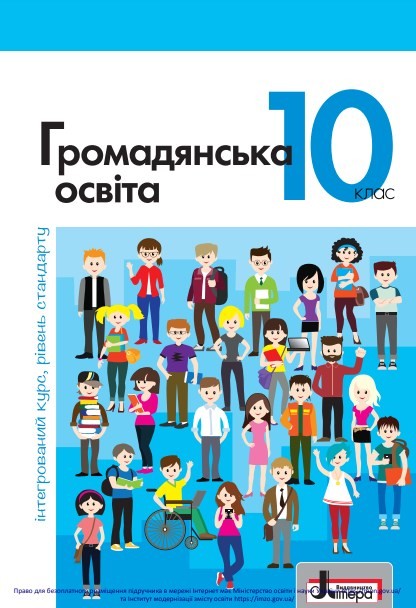 Громадянська
освіта
10
клас
інтегрований курс, рівень стандарту
Видавництво
Літера
Право для безоплатного розміщення підручника в мережі Інтернет має Міністерство освіти і науки
та Інститут модернізації змісту освіти https://imzo.gov.ua/